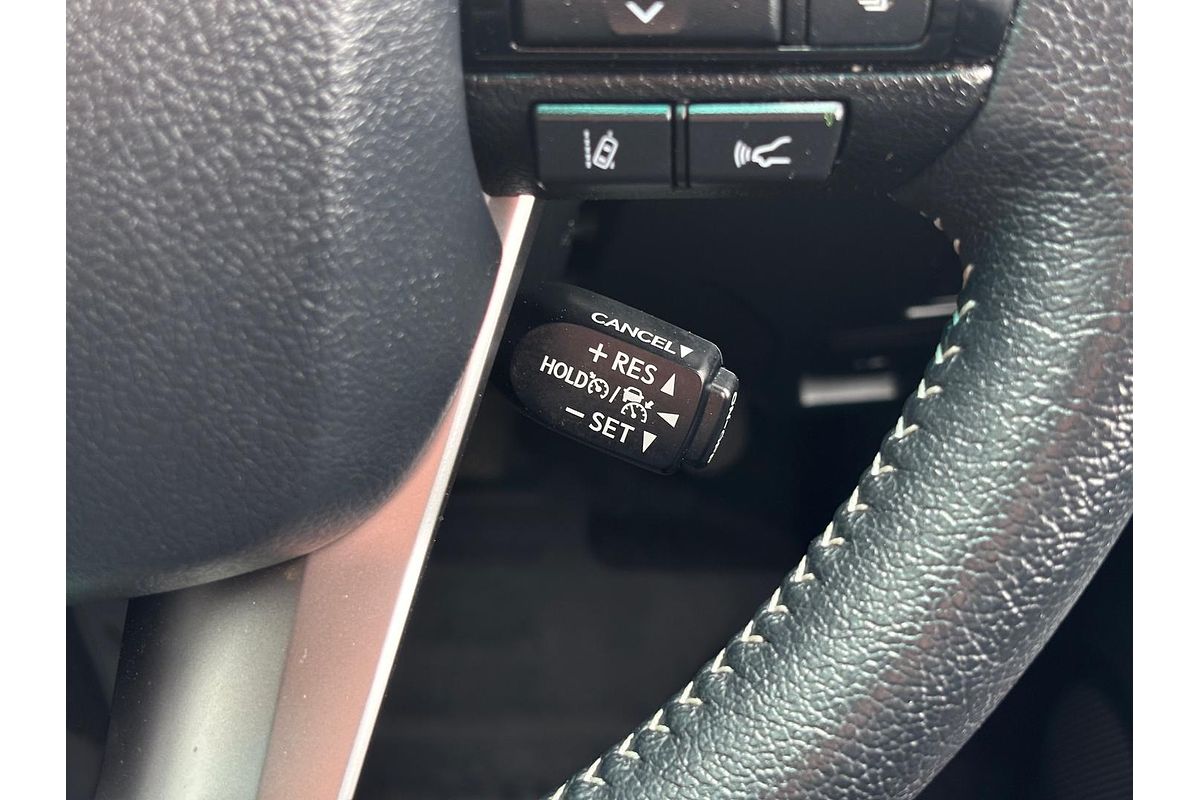 CANCEL
+ RES
HOLD /
− SET